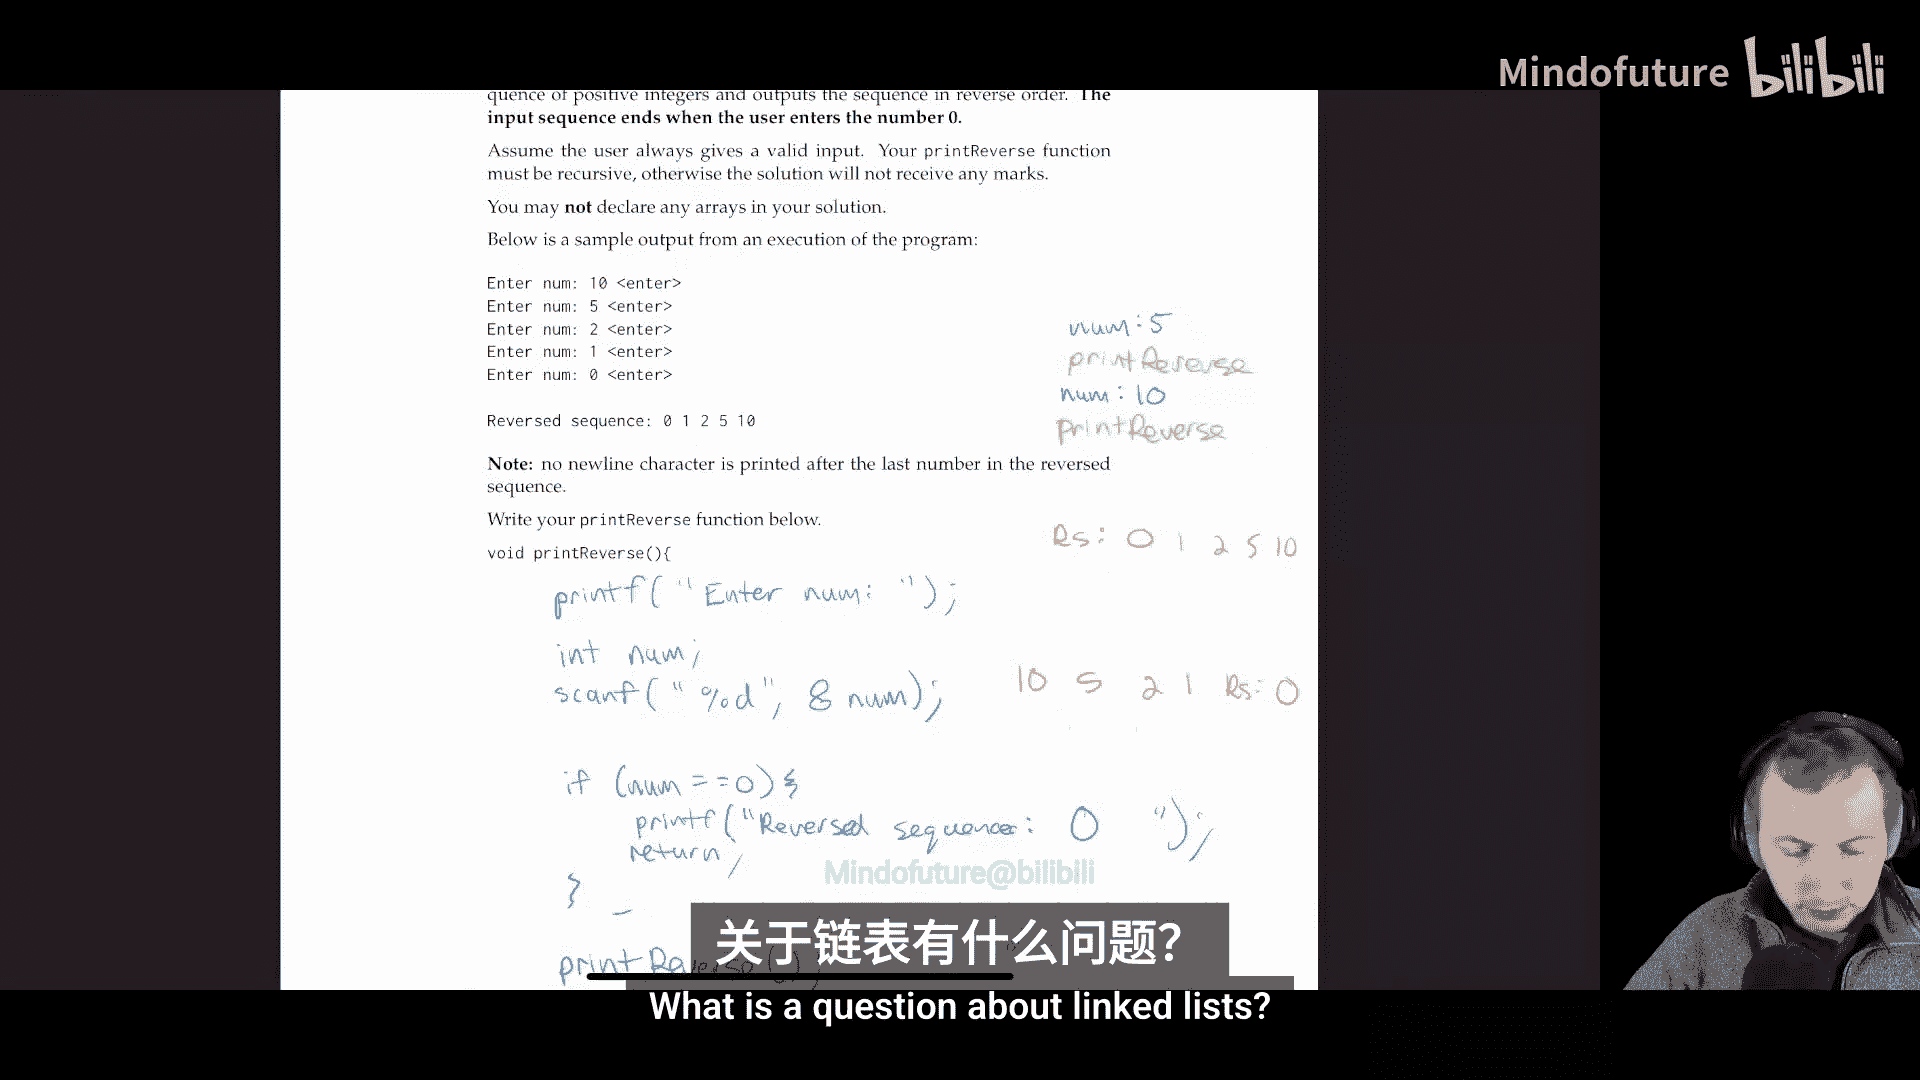 Mindofuture bilibili
quence of positive integers and outputs the sequence in reverse order. The
input sequence ends when the user enters the number 0.
Assume the user always gives a valid input. Your printReverse function
must be recursive, otherwise the solution will not receive any marks.
You may not declare any arrays in your solution.
Below is a sample output from an execution of the program:
Enter num: 10 <enter>
Enter num: 5 <enter>
Enter num: 2 <enter>
Enter num: 1 <enter>
Enter num: 0 <enter>
num: 5
printReverse
num: 10
printReverse
Reversed sequence: 0 1 2 5 10
Note: no newline character is printed after the last number in the reversed
sequence.
Write your printReverse function below.
Rs: 0 1 2 5 10
void printReverse(){
printf("Enter num: ");
int num;
scanf("%d", &num);
10 5 2 1 Rs: 0
if (num==0){
printf("Reversed sequence: 0 ");
return;
}
Mindofuture@bilibili
printReverse();
关于链表有什么问题？
What is a question about linked lists?